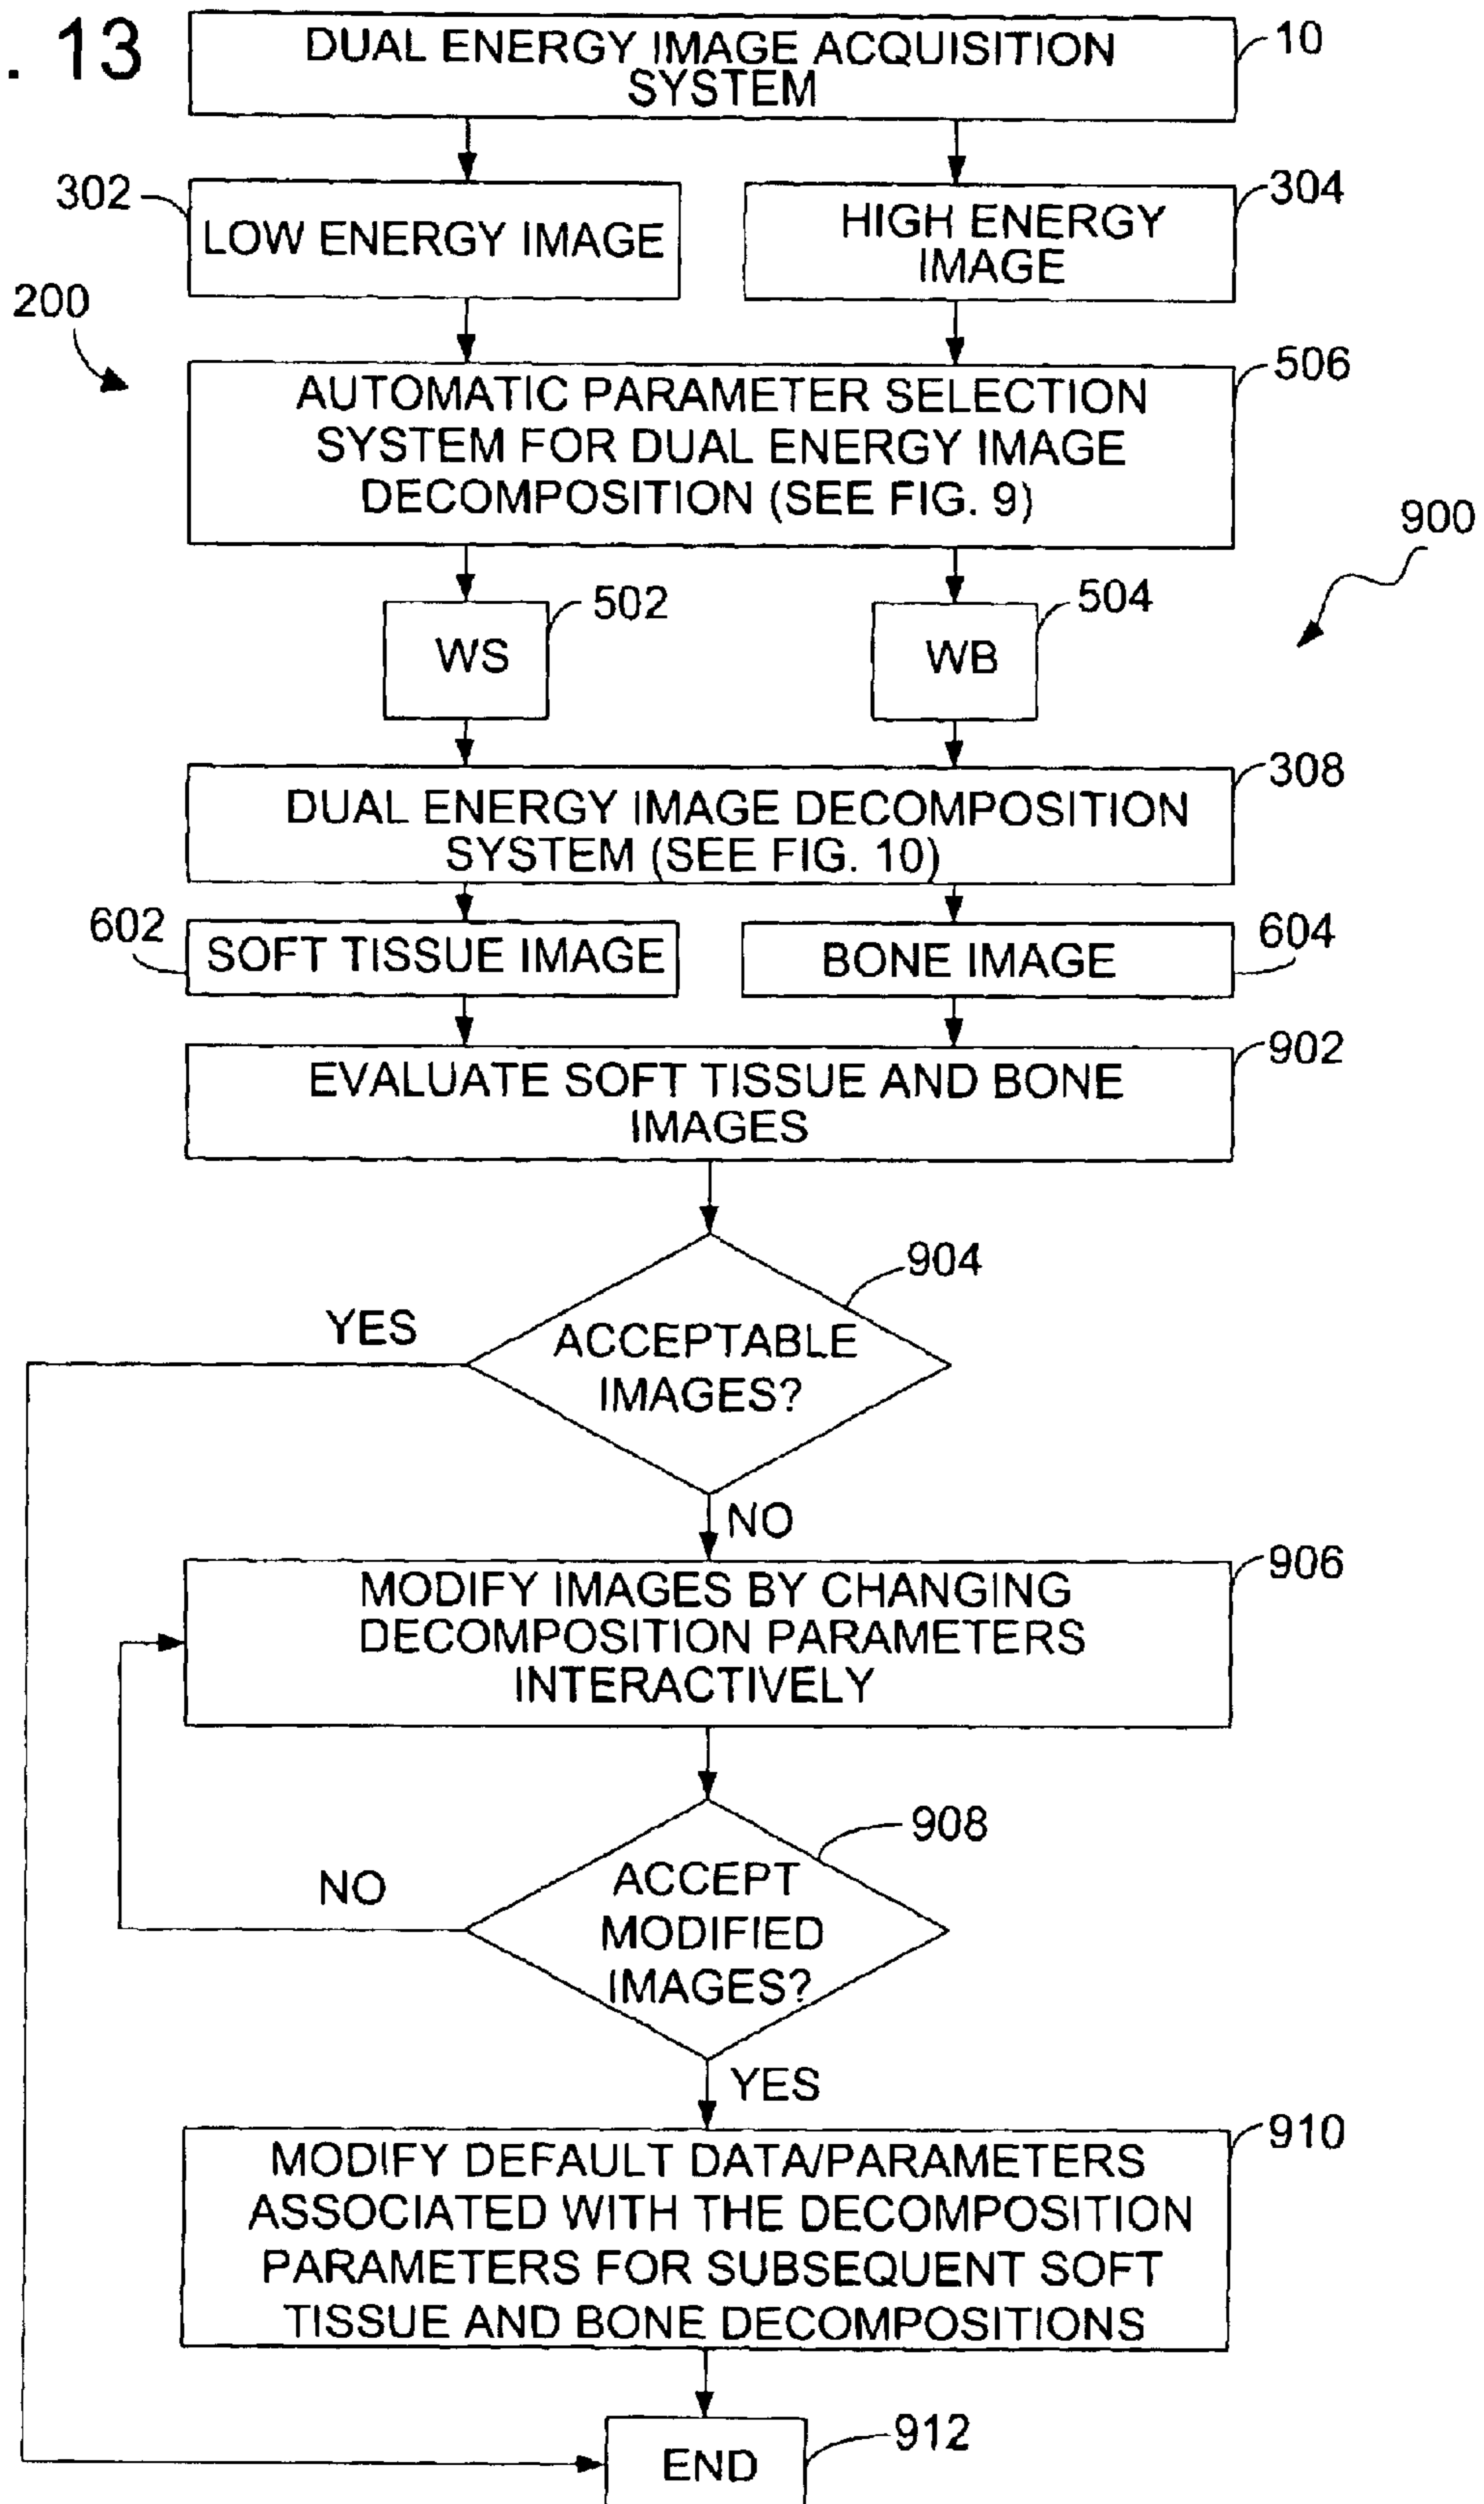 . 13
DUAL ENERGY IMAGE ACQUISITION
SYSTEM
10
302
LOW ENERGY IMAGE
HIGH ENERGY
IMAGE
304
200
AUTOMATIC PARAMETER SELECTION
SYSTEM FOR DUAL ENERGY IMAGE
DECOMPOSITION (SEE FIG. 9)
506
900
WS
502
WB
504
DUAL ENERGY IMAGE DECOMPOSITION
SYSTEM (SEE FIG. 10)
308
602
SOFT TISSUE IMAGE
BONE IMAGE
604
EVALUATE SOFT TISSUE AND BONE
IMAGES
902
904
YES
ACCEPTABLE
IMAGES?
NO
MODIFY IMAGES BY CHANGING
DECOMPOSITION PARAMETERS
INTERACTIVELY
906
908
NO
ACCEPT
MODIFIED
IMAGES?
YES
MODIFY DEFAULT DATA/PARAMETERS
ASSOCIATED WITH THE DECOMPOSITION
PARAMETERS FOR SUBSEQUENT SOFT
TISSUE AND BONE DECOMPOSITIONS
910
END
912